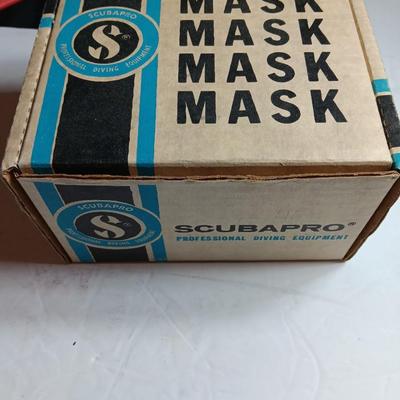 SCUBAPRO
S®
PROFESSIONAL DIVING EQUIPMENT
MASK
MASK
MASK
MASK
SCUBAPRO
S
PROFESSIONAL DIVING EQUIPMENT
SCUBAPRO®
PROFESSIONAL DIVING EQUIPMENT